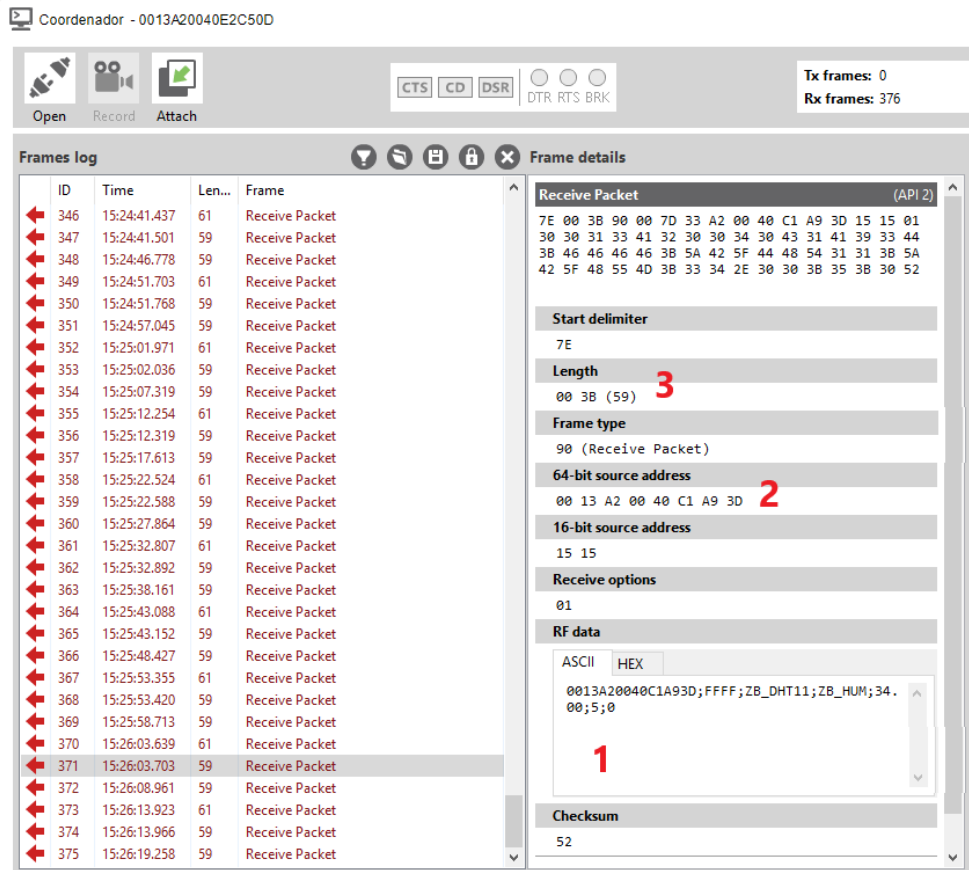 Coordenador - 0013A20040E2C50D
Open Record Attach
CTS CD DSR
DTR RTS BRK
Tx frames: 0
Rx frames: 376
Frames log
ID Time Len... Frame
346 15:24:41.437 61 Receive Packet
347 15:24:41.501 59 Receive Packet
348 15:24:46.778 59 Receive Packet
349 15:24:51.703 61 Receive Packet
350 15:24:51.768 59 Receive Packet
351 15:24:57.045 59 Receive Packet
352 15:25:01.971 61 Receive Packet
353 15:25:02.036 59 Receive Packet
354 15:25:07.319 59 Receive Packet
355 15:25:12.254 61 Receive Packet
356 15:25:12.319 59 Receive Packet
357 15:25:17.613 59 Receive Packet
358 15:25:22.524 61 Receive Packet
359 15:25:22.588 59 Receive Packet
360 15:25:27.864 59 Receive Packet
361 15:25:32.807 61 Receive Packet
362 15:25:32.892 59 Receive Packet
363 15:25:38.161 59 Receive Packet
364 15:25:43.088 61 Receive Packet
365 15:25:43.152 59 Receive Packet
366 15:25:48.427 59 Receive Packet
367 15:25:53.355 61 Receive Packet
368 15:25:53.420 59 Receive Packet
369 15:25:58.713 59 Receive Packet
370 15:26:03.639 61 Receive Packet
371 15:26:03.703 59 Receive Packet
372 15:26:08.961 59 Receive Packet
373 15:26:13.923 61 Receive Packet
374 15:26:13.966 59 Receive Packet
375 15:26:19.258 59 Receive Packet
Frame details
Receive Packet (API 2)
7E 00 3B 90 00 7D 33 A2 00 40 C1 A9 3D 15 15 01
30 30 31 33 41 32 30 30 34 30 43 31 41 39 33 44
3B 46 46 46 46 3B 5A 42 5F 44 48 54 31 31 3B 5A
42 5F 48 55 4D 3B 33 34 2E 30 30 3B 35 3B 30 52
Start delimiter
7E
Length
00 3B (59) 3
Frame type
90 (Receive Packet)
64-bit source address
00 13 A2 00 40 C1 A9 3D 2
16-bit source address
15 15
Receive options
01
RF data
ASCII HEX
0013A20040C1A93D;FFFF;ZB_DHT11;ZB_HUM;34.
00;5;0
1
Checksum
52